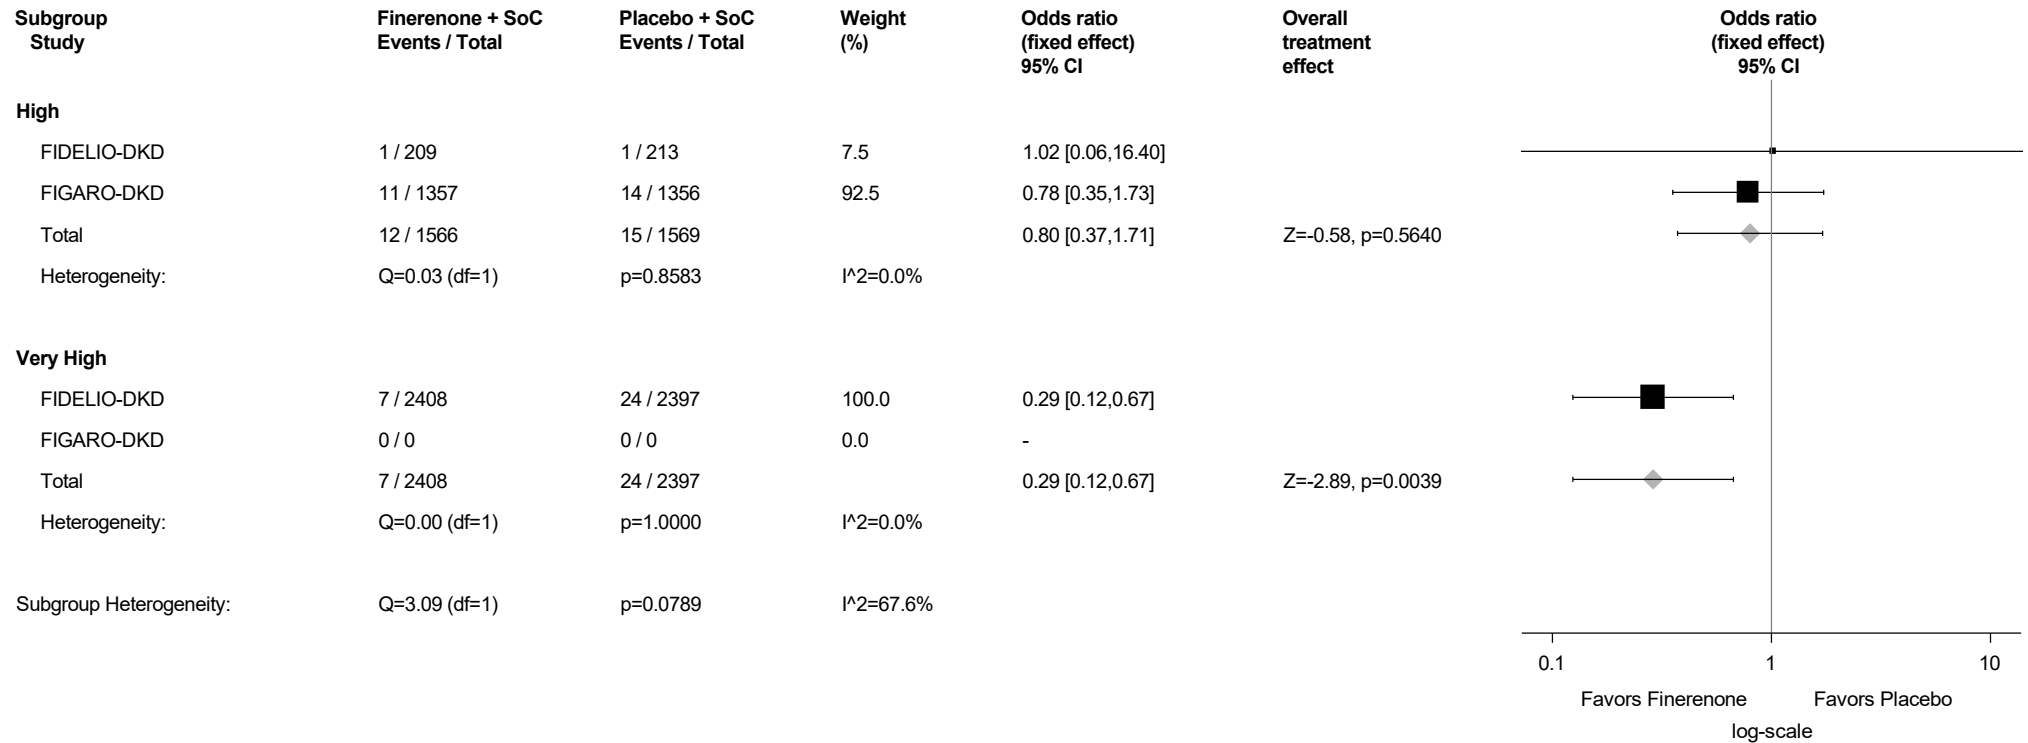 Subgroup Finerenone + SoC Placebo + SoC Weight Odds ratio Overall Odds ratio
Study Events / Total Events / Total (%) (fixed effect) treatment (fixed effect)
95% CI effect 95% CI
High
FIDELIO-DKD 1 / 209 1 / 213 7.5 1.02 [0.06,16.40]
FIGARO-DKD 11 / 1357 14 / 1356 92.5 0.78 [0.35,1.73]
Total 12 / 1566 15 / 1569 0.80 [0.37,1.71] Z=-0.58, p=0.5640
Heterogeneity: Q=0.03 (df=1) p=0.8583 I^2=0.0%
Very High
FIDELIO-DKD 7 / 2408 24 / 2397 100.0 0.29 [0.12,0.67]
FIGARO-DKD 0 / 0 0 / 0 0.0 -
Total 7 / 2408 24 / 2397 0.29 [0.12,0.67] Z=-2.89, p=0.0039
Heterogeneity: Q=0.00 (df=1) p=1.0000 I^2=0.0%
Subgroup Heterogeneity: Q=3.09 (df=1) p=0.0789 I^2=67.6%
0.1 1 10
Favors Finerenone Favors Placebo
log-scale